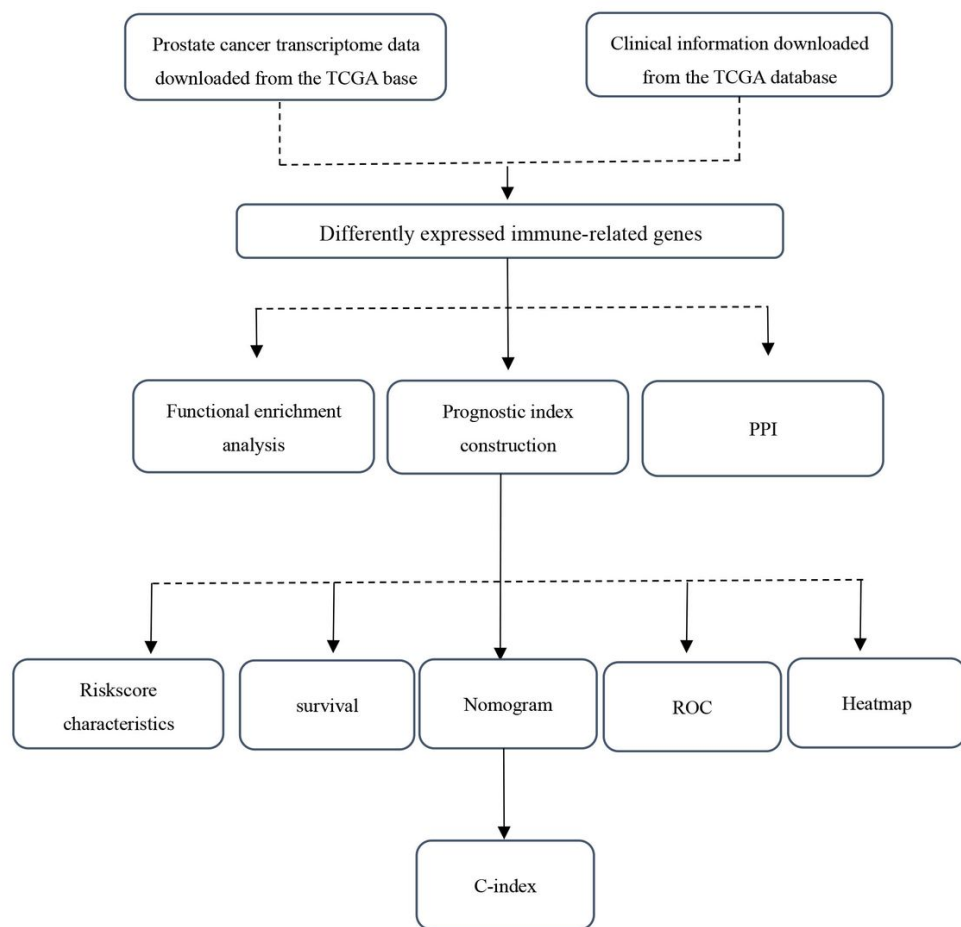 Prostate cancer transcriptome data
downloaded from the TCGA base
Clinical information downloaded
from the TCGA database
Differently expressed immune-related genes
Functional enrichment
analysis
Prognostic index
construction
PPI
Riskscore
characteristics
survival
Nomogram
ROC
Heatmap
C-index